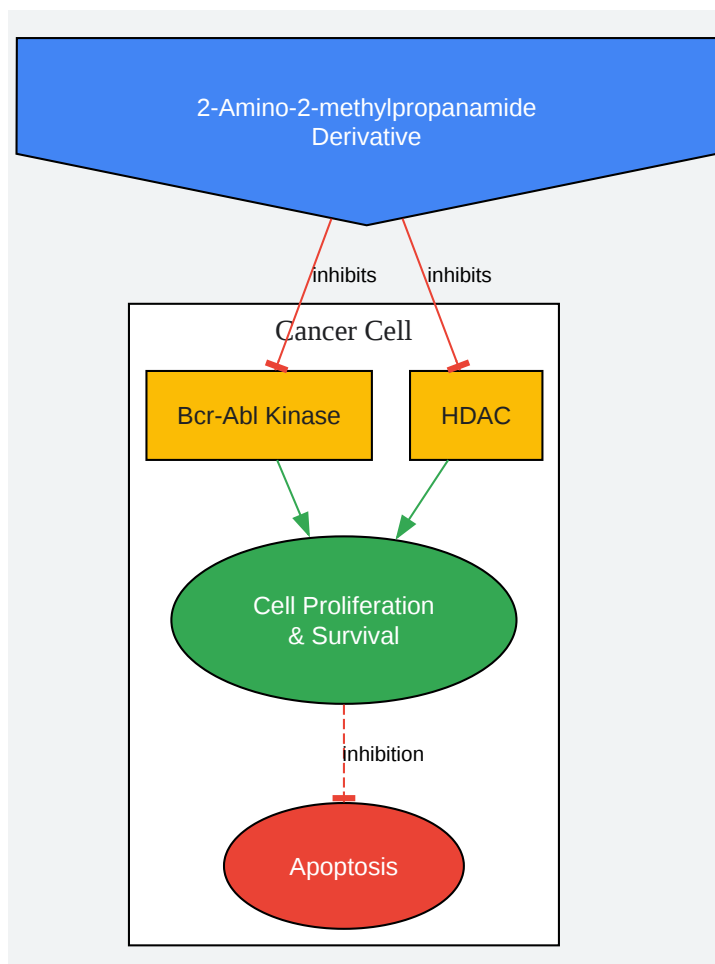 2-Amino-2-methylpropanamide
Derivative
inhibits
inhibits
Cancer Cell
Bcr-Abl Kinase
HDAC
Cell Proliferation
& Survival
inhibition
Apoptosis